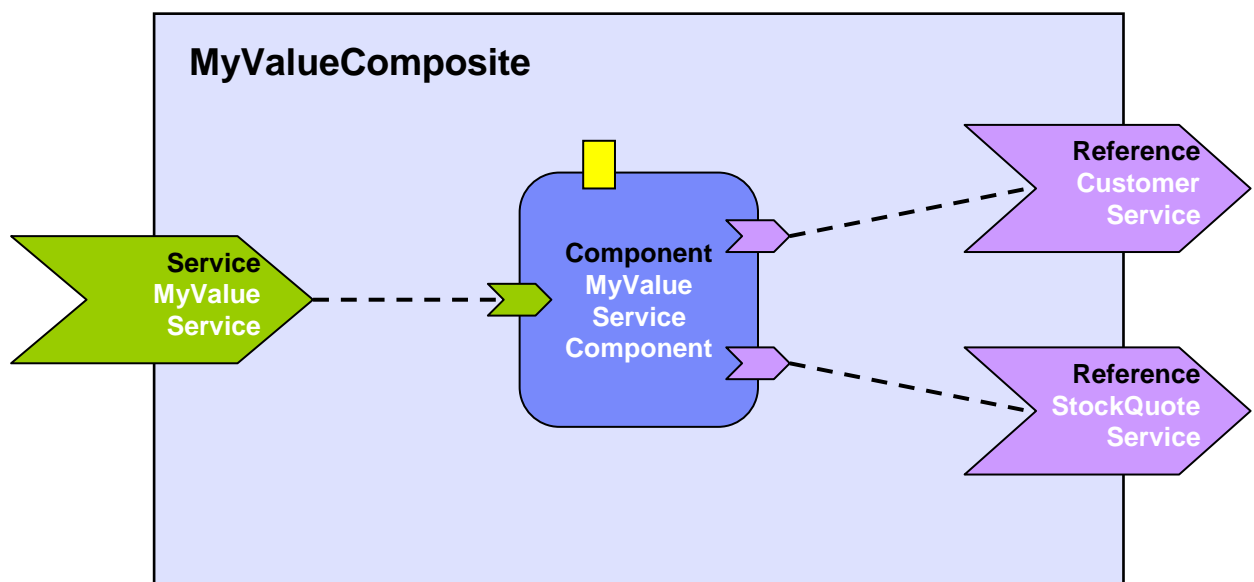 MyValueComposite
Service
MyValue
Service
Component
MyValue
Service
Component
Reference
Customer
Service
Reference
StockQuote
Service